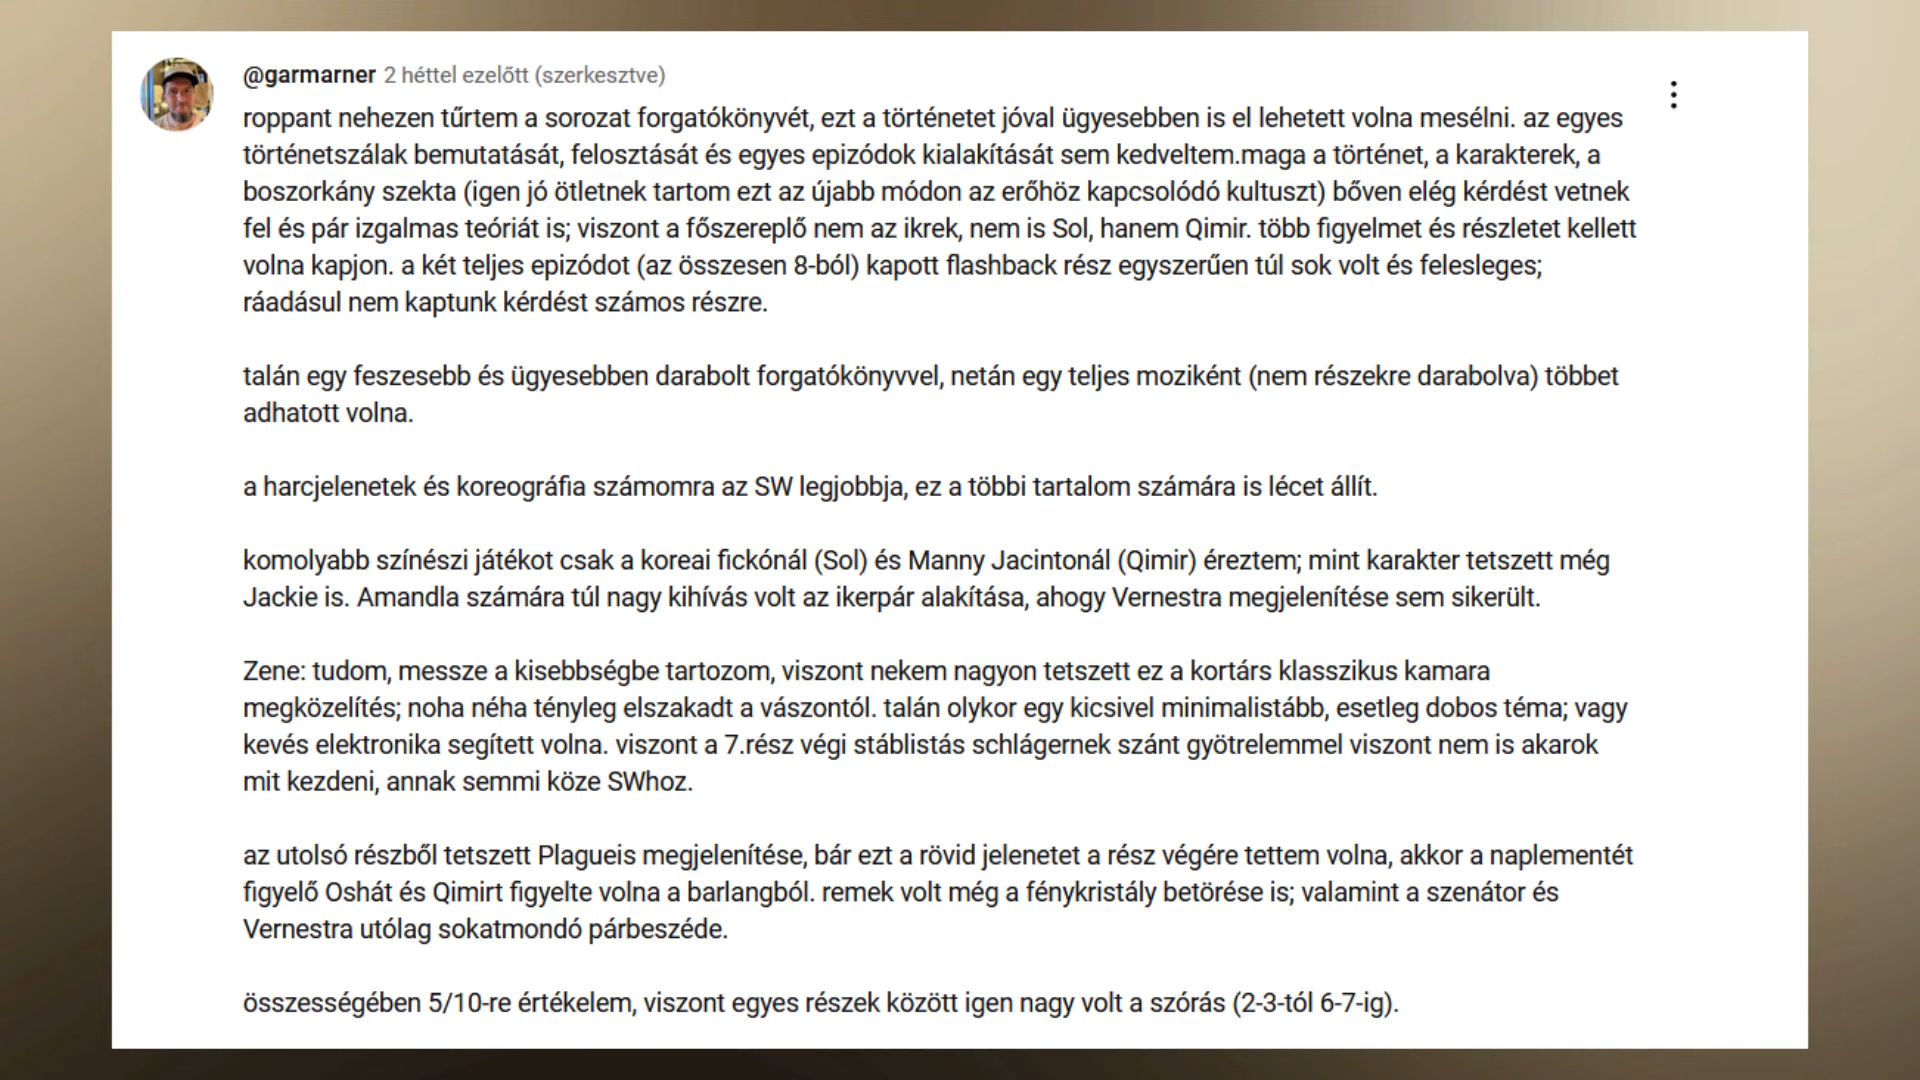 @garmarner 2 héttel ezelőtt (szerkesztve)
roppant nehezen tűrtem a sorozat forgatókönyvét, ezt a történetet jóval ügyesebben is el lehetett volna mesélni. az egyes
történetszálak bemutatását, felosztását és egyes epizódok kialakítását sem kedveltem.maga a történet, a karakterek, a
boszorkány szekta (igen jó ötletnek tartom ezt az újabb módon az erőhöz kapcsolódó kultuszt) bőven elég kérdést vetnek
fel és pár izgalmas teóriát is; viszont a főszereplő nem az ikrek, nem is Sol, hanem Qimir. több figyelmet és részletet kellett
volna kapjon. a két teljes epizódot (az összesen 8-ból) kapott flashback rész egyszerűen túl sok volt és felesleges;
ráadásul nem kaptunk kérdést számos részre.
talán egy feszesebb és ügyesebben darabolt forgatókönyvvel, netán egy teljes moziként (nem részekre darabolva) többet
adhatott volna.
a harcjelenetek és koreográfia számomra az SW legjobbja, ez a többi tartalom számára is lécet állít.
komolyabb színészi játékot csak a koreai fickónál (Sol) és Manny Jacintonál (Qimir) éreztem; mint karakter tetszett még
Jackie is. Amandla számára túl nagy kihívás volt az ikerpár alakítása, ahogy Vernestra megjelenítése sem sikerült.
Zene: tudom, messze a kisebbségbe tartozom, viszont nekem nagyon tetszett ez a kortárs klasszikus kamara
megközelítés; noha néha tényleg elszakadt a vászontól. talán olykor egy kicsivel minimalistább, esetleg dobos téma; vagy
kevés elektronika segített volna. viszont a 7.rész végi stáblistás schlágernek szánt gyötrelemmel viszont nem is akarok
mit kezdeni, annak semmi köze SWhoz.
az utolsó részből tetszett Plagueis megjelenítése, bár ezt a rövid jelenetet a rész végére tettem volna, akkor a naplementét
figyelő Oshát és Qimirt figyelte volna a barlangból. remek volt még a fénykristály betörése is; valamint a szenátor és
Vernestra utólag sokatmondó párbeszéde.
összességében 5/10-re értékelem, viszont egyes részek között igen nagy volt a szórás (2-3-tól 6-7-ig).